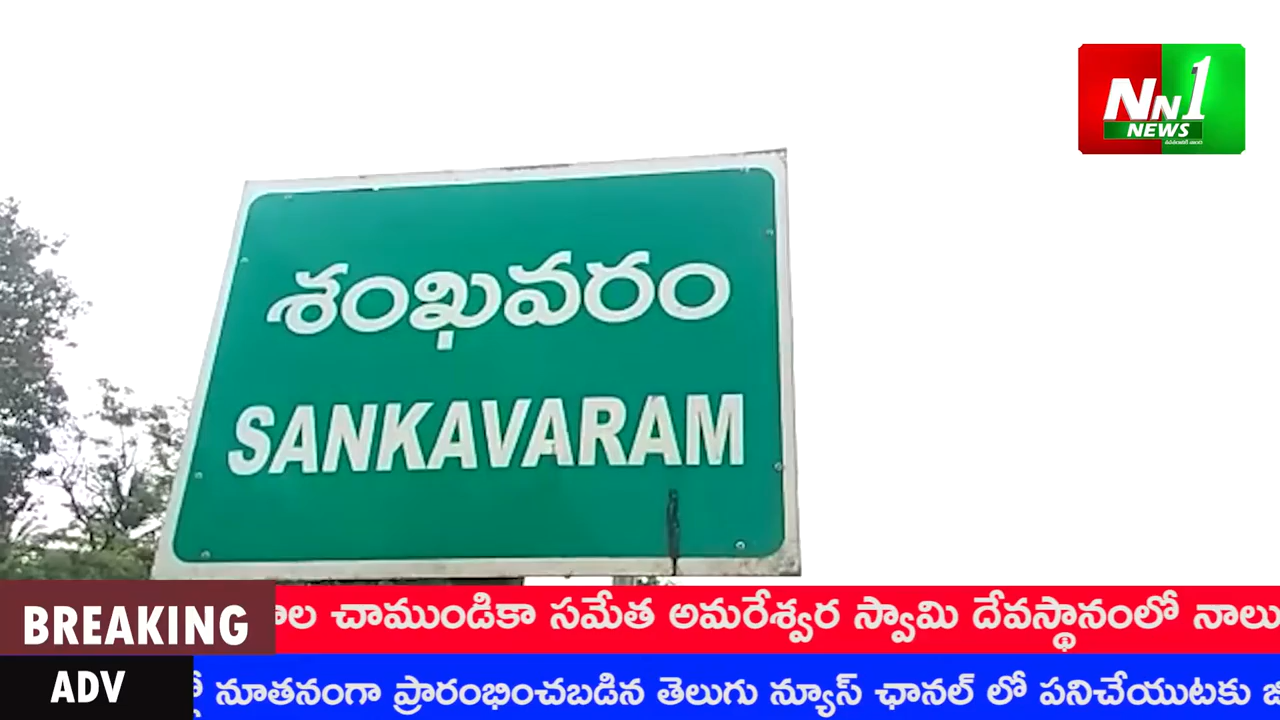 NN1
NEWS
శంఖవరం
SANKAVARAM
BREAKING
చాముండికా సమేత అమరేశ్వర స్వామి దేవస్థానంలో
ADV
నూతనంగా ప్రారంభించబడిన తెలుగు న్యూస్ ఛానల్ లో పనిచేయుటకు